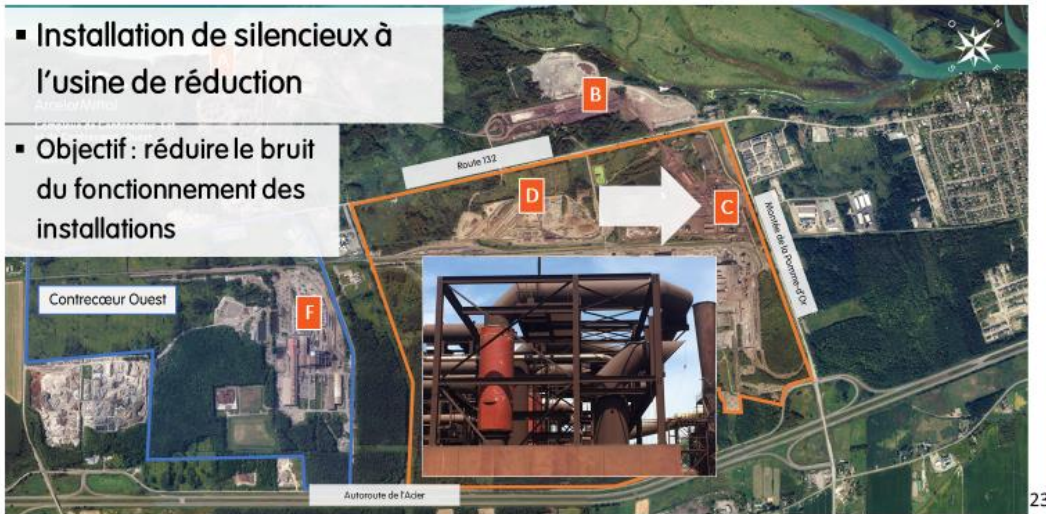 ▪ Installation de silencieux à
l'usine de réduction
ArcelorMittal
▪ Objectif : réduire le bruit
du fonctionnement des
installations
B
Route 132
D
C
Montée de la Pomme-d'Or
Contrecœur Ouest
F
Autoroute de l'Acier
N
O
E
S
23